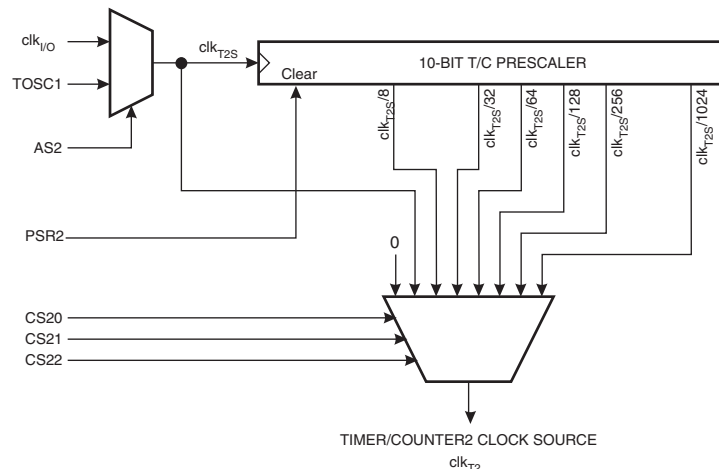 clkI/O
clkT2S
10-BIT T/C PRESCALER
TOSC1
Clear
clkT2S/8
clkT2S/32
clkT2S/64
clkT2S/128
clkT2S/256
clkT2S/1024
AS2
PSR2
0
CS20
CS21
CS22
TIMER/COUNTER2 CLOCK SOURCE
clkT2